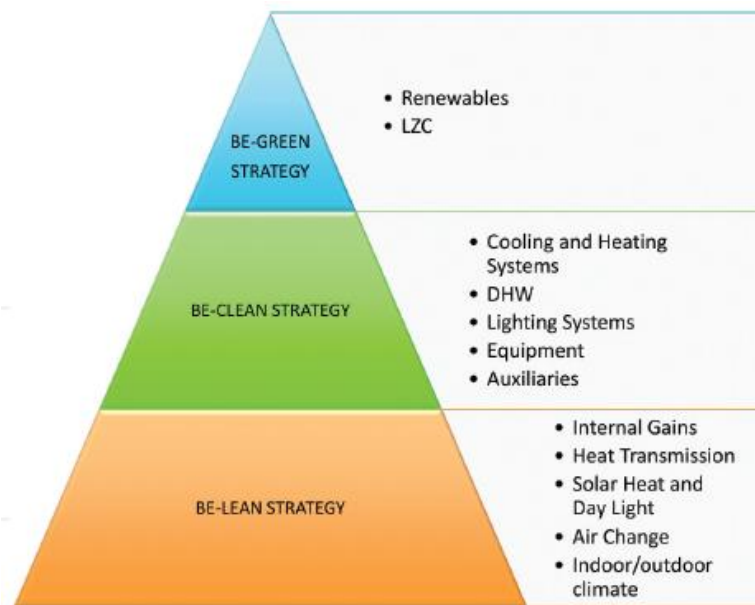 BE-GREEN
STRATEGY
• Renewables
• LZC
BE-CLEAN STRATEGY
• Cooling and Heating
Systems
• DHW
• Lighting Systems
• Equipment
• Auxiliaries
BE-LEAN STRATEGY
• Internal Gains
• Heat Transmission
• Solar Heat and
Day Light
• Air Change
• Indoor/outdoor
climate